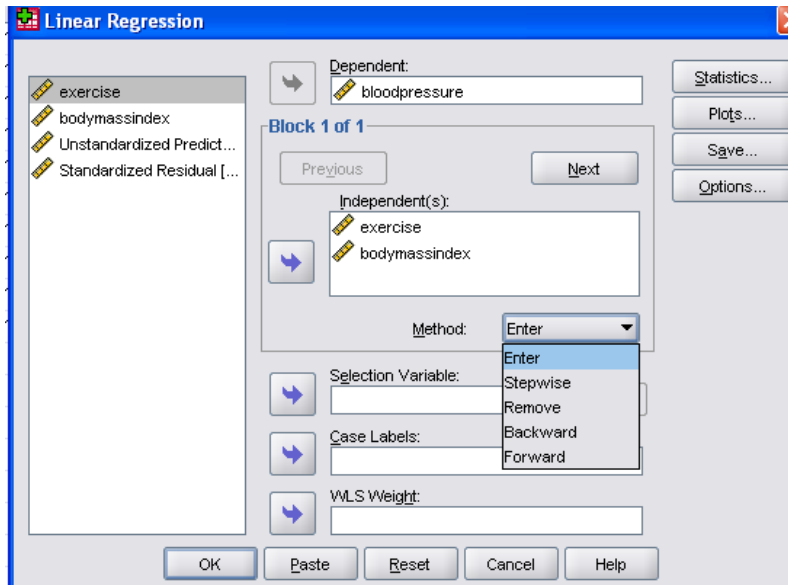 Linear Regression
exercise
bodymassindex
Unstandardized Predict...
Standardized Residual [...
Dependent:
bloodpressure
Block 1 of 1
Previous
Next
Independent(s):
exercise
bodymassindex
Method:
Enter
Enter
Stepwise
Remove
Backward
Forward
Selection Variable:
Case Labels:
WLS Weight:
Statistics...
Plots...
Save...
Options...
OK
Paste
Reset
Cancel
Help